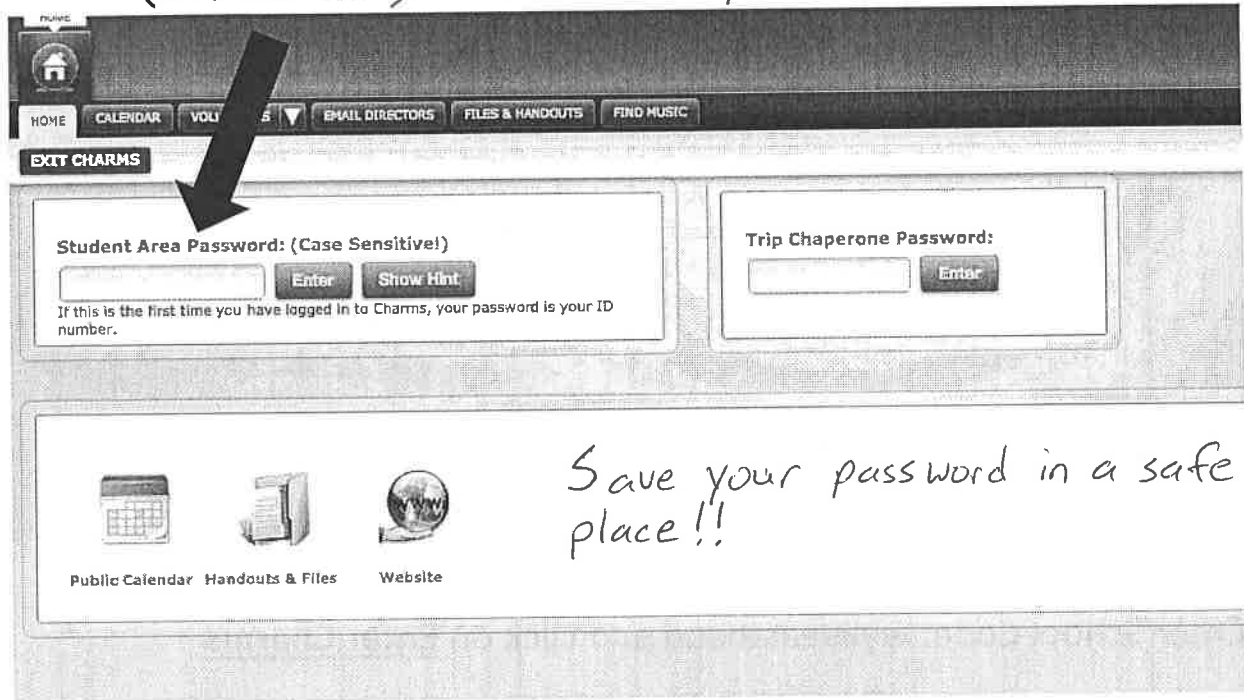 HOME
HOME CALENDAR EMAIL DIRECTORS FILES & HANDOUTS FIND MUSIC
EXIT CHARMS
Student Area Password: (Case Sensitive!)
Enter Show Hint
If this is the first time you have logged in to Charms, your password is your ID
number.
Trip Chaperone Password:
Enter
Save your password in a safe
place!!
www
Public Calendar Handouts & Files Website